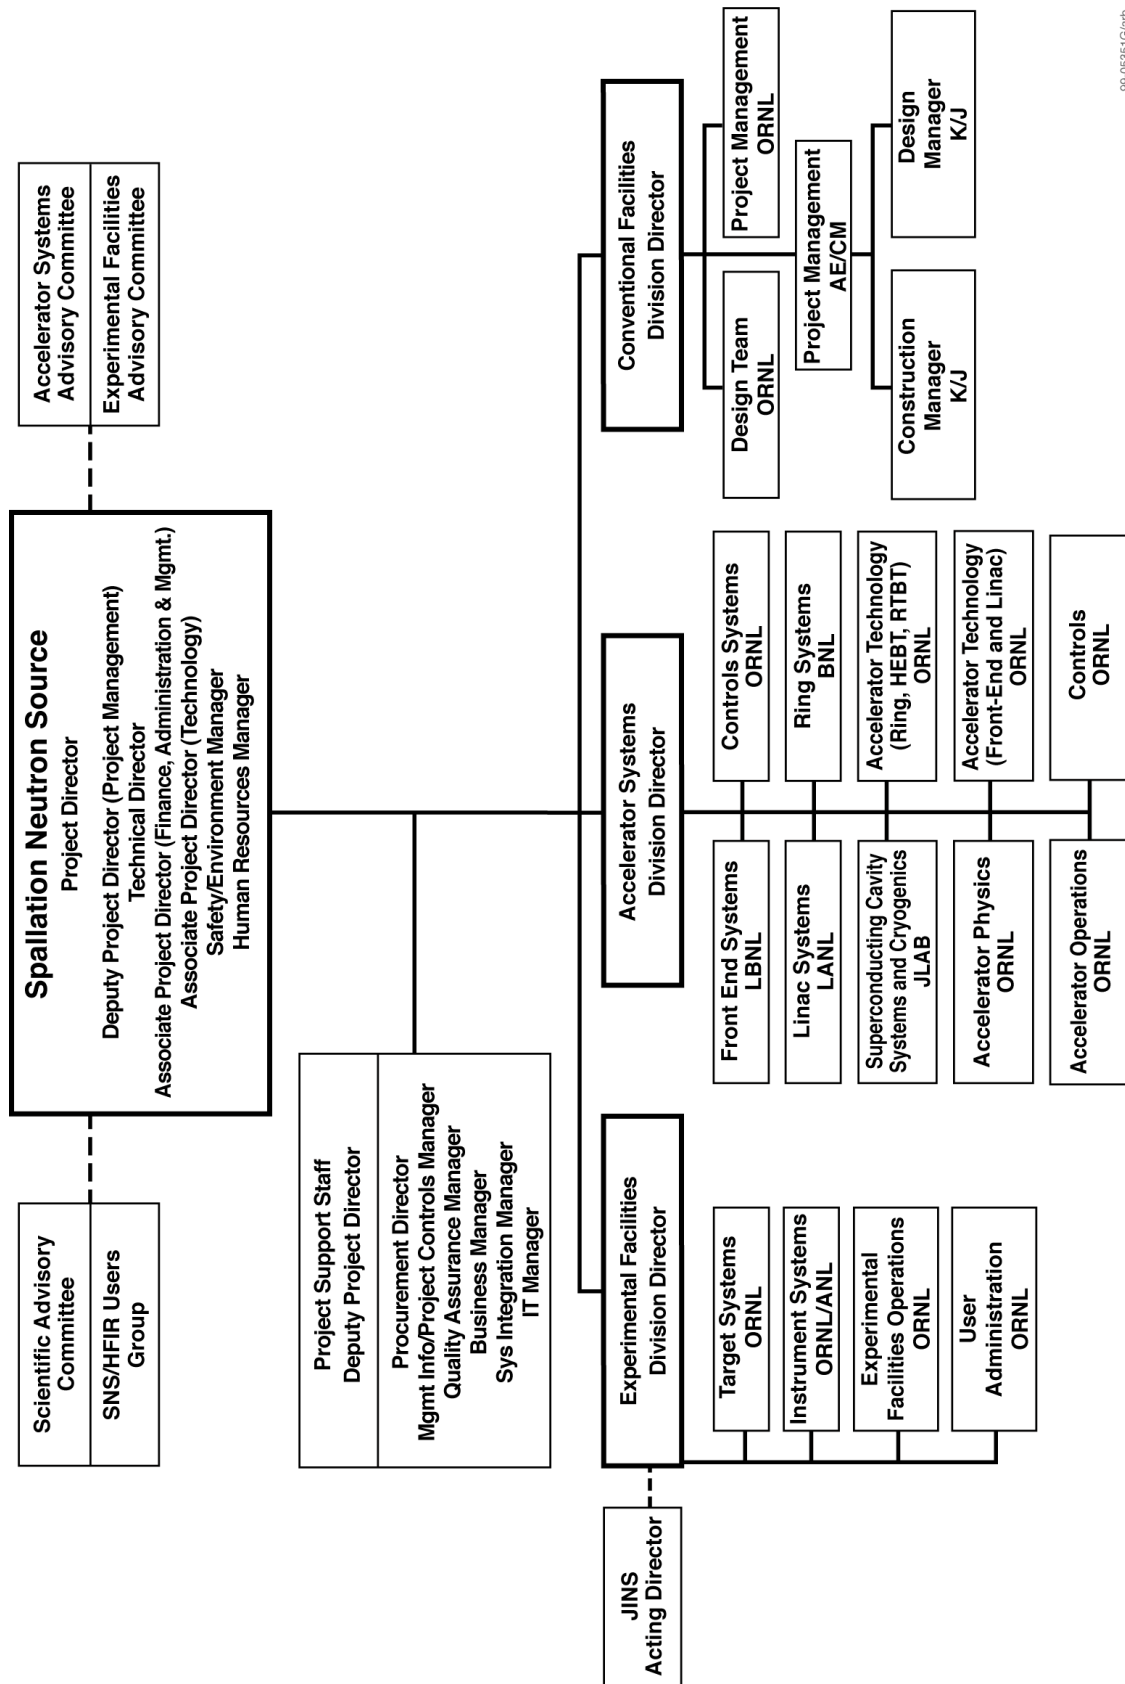 Spallation Neutron Source
Project Director
Deputy Project Director (Project Management)
Technical Director
Associate Project Director (Finance, Administration & Mgmt.)
Associate Project Director (Technology)
Safety/Environment Manager
Human Resources Manager
Scientific Advisory
Committee
SNS/HFIR Users
Group
Accelerator Systems
Advisory Committee
Experimental Facilities
Advisory Committee
Project Support Staff
Deputy Project Director
Procurement Director
Mgmt Info/Project Controls Manager
Quality Assurance Manager
Business Manager
Sys Integration Manager
IT Manager
JINS
Acting Director
Experimental Facilities
Division Director
Target Systems
ORNL
Instrument Systems
ORNL/ANL
Experimental
Facilities Operations
ORNL
User
Administration
ORNL
Accelerator Systems
Division Director
Front End Systems
LBNL
Controls Systems
ORNL
Linac Systems
LANL
Ring Systems
BNL
Superconducting Cavity
Systems and Cryogenics
JLAB
Accelerator Technology
(Ring, HEBT, RTBT)
ORNL
Accelerator Physics
ORNL
Accelerator Technology
(Front-End and Linac)
ORNL
Accelerator Operations
ORNL
Controls
ORNL
Conventional Facilities
Division Director
Design Team
ORNL
Project Management
ORNL
Project Management
AE/CM
Construction
Manager
K/J
Design
Manager
K/J